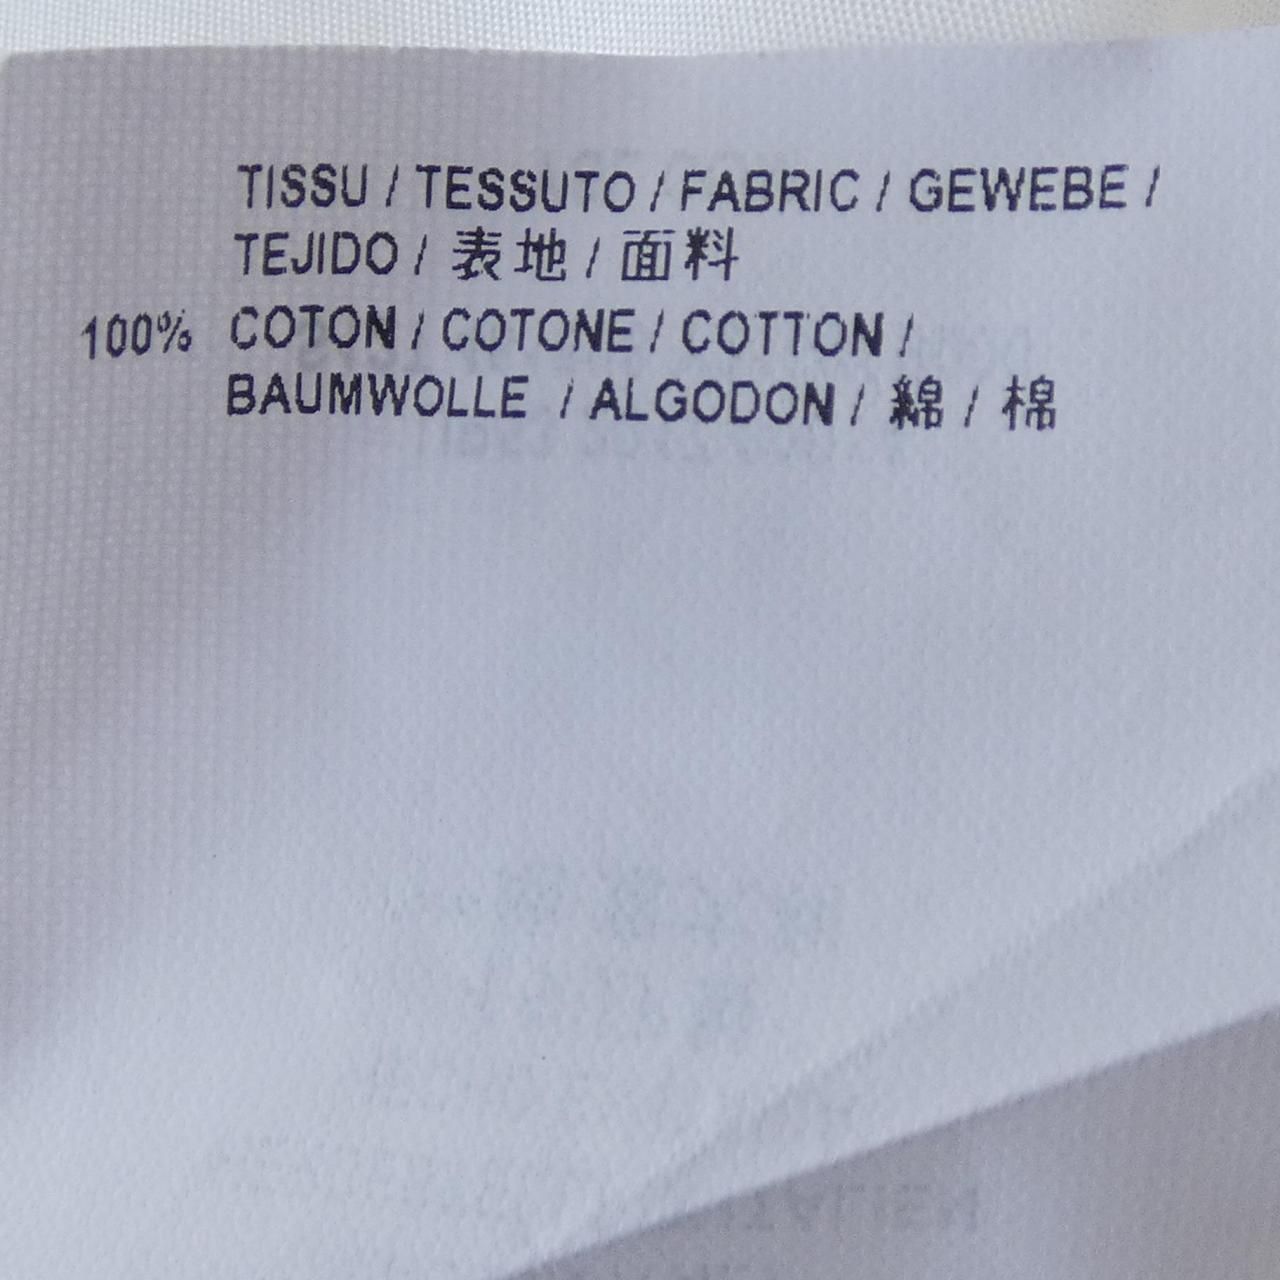 TISSU / TESSUTO / FABRIC / GEWEBE /
TEJIDO / 表地 / 面料
100% COTON / COTONE / COTTON /
BAUMWOLLE / ALGODON / 綿 / 棉